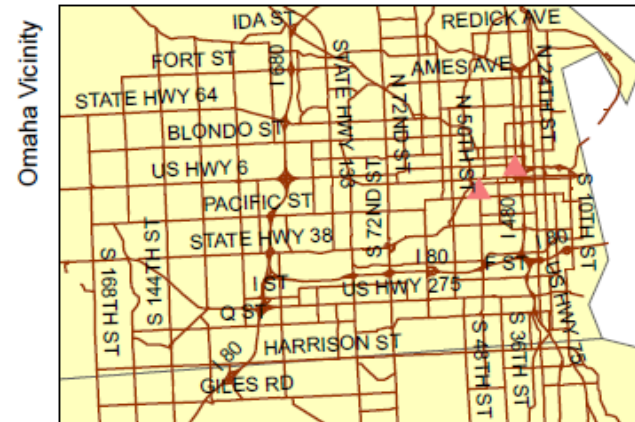 Omaha Vicinity
IDA ST
REDICK AVE
FORT ST
I 680
STATE HWY 133
N 72ND ST
AMES AVE
N 50TH ST
N 24TH ST
STATE HWY 64
BLONDO ST
US HWY 6
PACIFIC ST
S 72ND ST
I 480
S 10TH ST
STATE HWY 38
S 168TH ST
S 144TH ST
I 80
I 80
F ST
I ST
US HWY 275
US HWY 75
Q ST
HARRISON ST
S 48TH ST
S 36TH ST
I 80
GILES RD